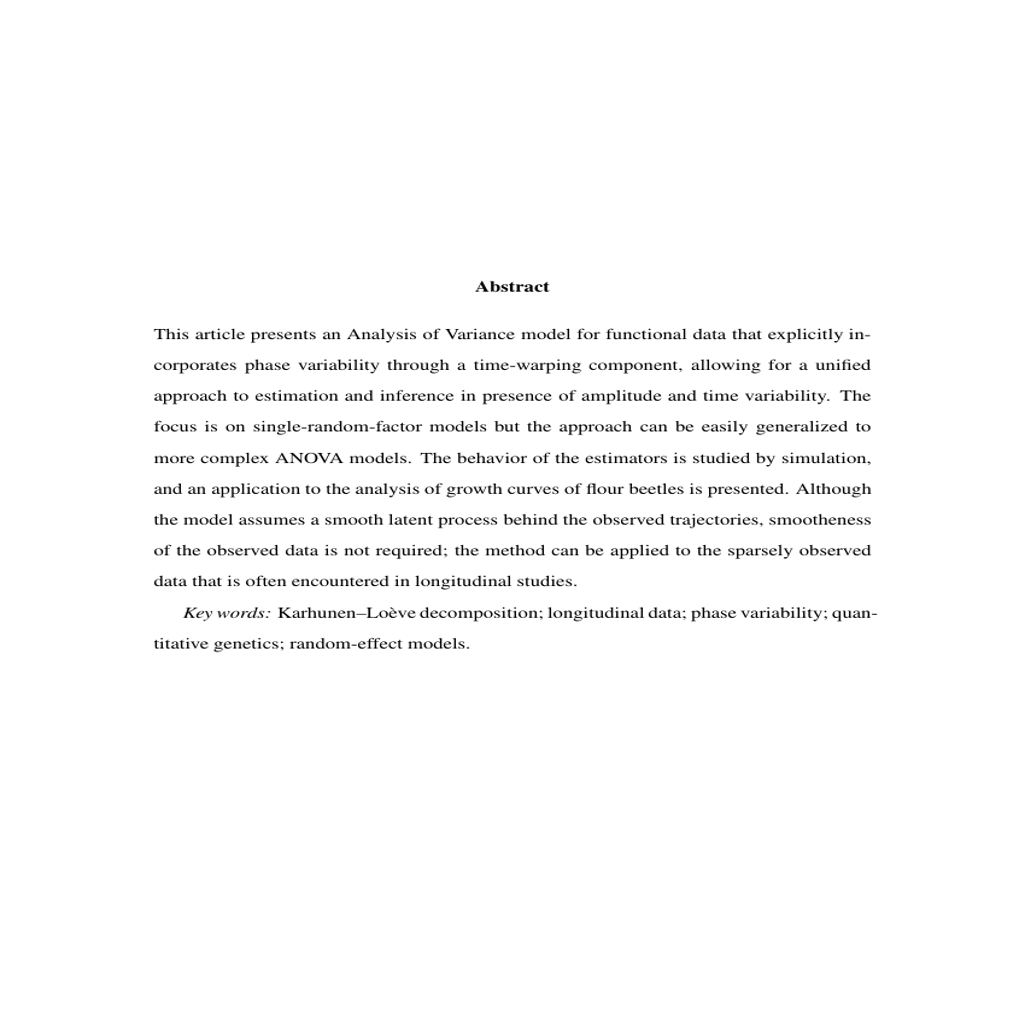 Abstract
This article presents an Analysis of Variance model for functional data that explicitly in-
corporates phase variability through a time-warping component, allowing for a unified
approach to estimation and inference in presence of amplitude and time variability. The
focus is on single-random-factor models but the approach can be easily generalized to
more complex ANOVA models. The behavior of the estimators is studied by simulation,
and an application to the analysis of growth curves of flour beetles is presented. Although
the model assumes a smooth latent process behind the observed trajectories, smootheness
of the observed data is not required; the method can be applied to the sparsely observed
data that is often encountered in longitudinal studies.
Key words: Karhunen–Loève decomposition; longitudinal data; phase variability; quan-
titative genetics; random-effect models.